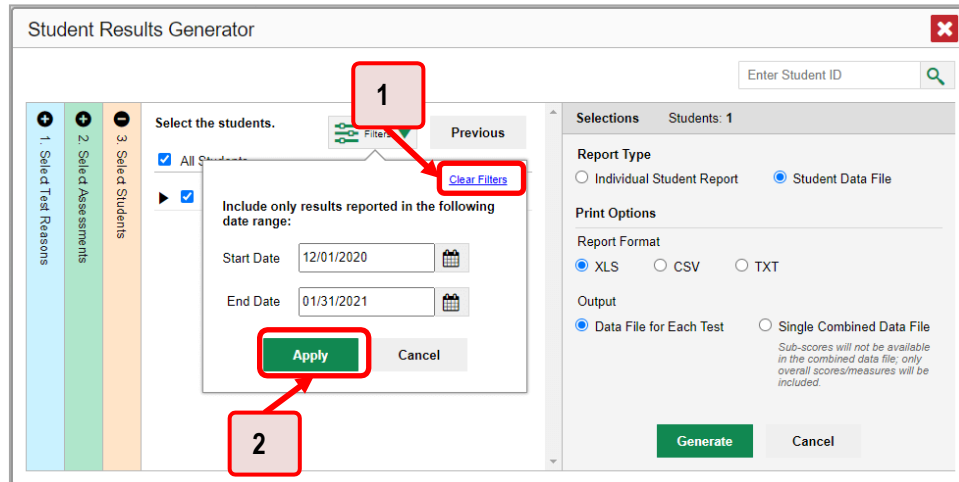 Student Results Generator
Enter Student ID
1
1. Select Test Reasons
2. Select Assessments
3. Select Students
Select the students.
Filters
Previous
All Students
Clear Filters
Include only results reported in the following
date range:
Start Date 12/01/2020
End Date 01/31/2021
Apply Cancel
2
Selections Students: 1
Report Type
Individual Student Report Student Data File
Print Options
Report Format
XLS CSV TXT
Output
Data File for Each Test Single Combined Data File
Sub-scores will not be available
in the combined data file; only
overall scores/measures will be
included.
Generate Cancel